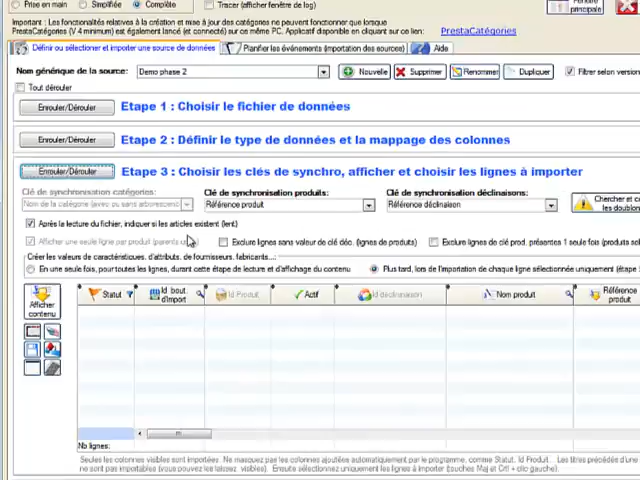 Prise en main Simplifiée Complète Tracer (afficher fenêtre de log) Fenêtre principale
Important : Les fonctionalités relatives à la création et mise à jour des catégories ne peuvent fonctionner que lorsque
PrestaCatégories (V 4 minimum) est également lancé (et connecté) sur ce même PC. Applicatif disponible en cliquant sur ce lien: PrestaCatégories
Définir ou sélectionner et importer une source de données Planifier les événements (importation des sources) Aide
Nom générique de la source: Demo phase 2 Nouvelle Supprimer Renommer Dupliquer Filtrer selon version
Tout dérouler
Enrouler/Dérouler Etape 1 : Choisir le fichier de données
Enrouler/Dérouler Etape 2 : Définir le type de données et la mappage des colonnes
Enrouler/Dérouler Etape 3 : Choisir les clés de synchro, afficher et choisir les lignes à importer
Clé de synchronisation catégories: Clé de synchronisation produits: Clé de synchronisation déclinaisons:
Nom de la catégorie (avec ou sans arborescence) Référence produit Référence déclinaison Chercher et
les doublon
Après la lecture du fichier, indiquer si les articles existent (lent)
Afficher une seule ligne par produit (parents Exclure lignes sans valeur de clé déc. (lignes de produits) Exclure lignes de clé prod. présentes 1 seule fois (produits
Créer les valeurs de caractéristiques, d'attributs, de fournisseurs, fabricants....:
En une seule fois, pour toutes les lignes, durant cette étape de lecture et d'affichage du contenu Plus tard, lors de l'importation de chaque ligne sélectionnée uniquement (étape
Afficher contenu
Statut Id bout. d'import Id Produit Actif Id déclinaison Nom produit Référence produit
Nb lignes:
Seules les colonnes visibles sont importées. Ne masquez pas les colonnes ajoutées automatiquement par le programme, comme Statut, Id Produit... Les titres précédés d'une
ne sont pas importables (vous pouvez les laisser visibles). Ensuite sélectionnez uniquement les lignes à importer (touches Maj et Crtl + clic gauche).